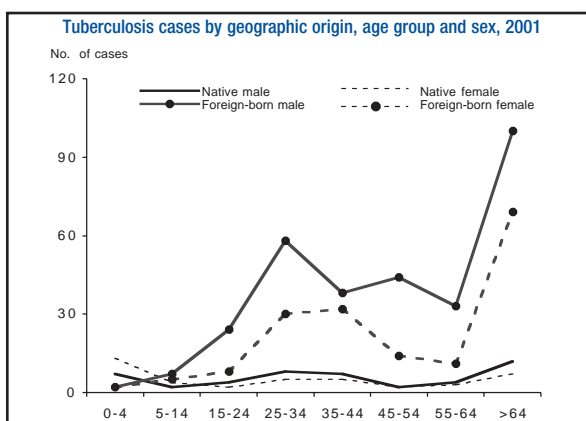 Tuberculosis cases by geographic origin, age group and sex, 2001
No. of cases
120
Native male
Native female
Foreign-born male
Foreign-born female
90
60
30
0
0-4 5-14 15-24 25-34 35-44 45-54 55-64 >64